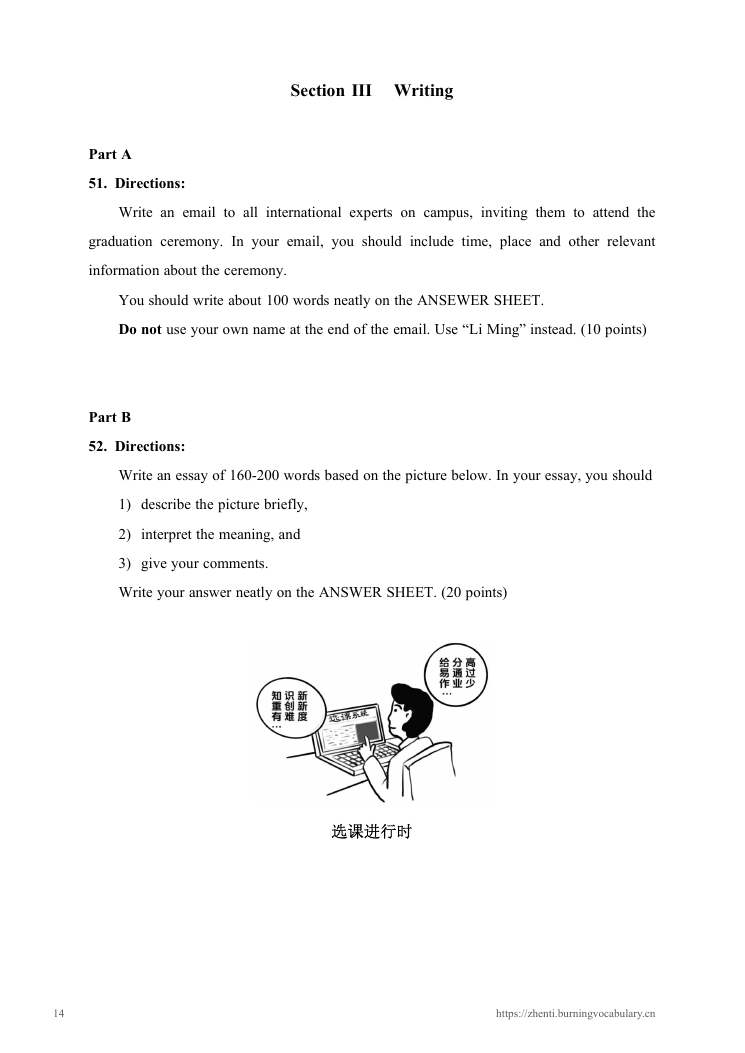 Section III Writing
Part A
51. Directions:
Write an email to all international experts on campus, inviting them to attend the
graduation ceremony. In your email, you should include time, place and other relevant
information about the ceremony.
You should write about 100 words neatly on the ANSEWER SHEET.
Do not use your own name at the end of the email. Use “Li Ming” instead. (10 points)
Part B
52. Directions:
Write an essay of 160-200 words based on the picture below. In your essay, you should
1) describe the picture briefly,
2) interpret the meaning, and
3) give your comments.
Write your answer neatly on the ANSWER SHEET. (20 points)
给分高
易通过
作业少
…
知识新
重创新
有难度
…
选课系统
选课进行时
14
https://zhenti.burningvocabulary.cn